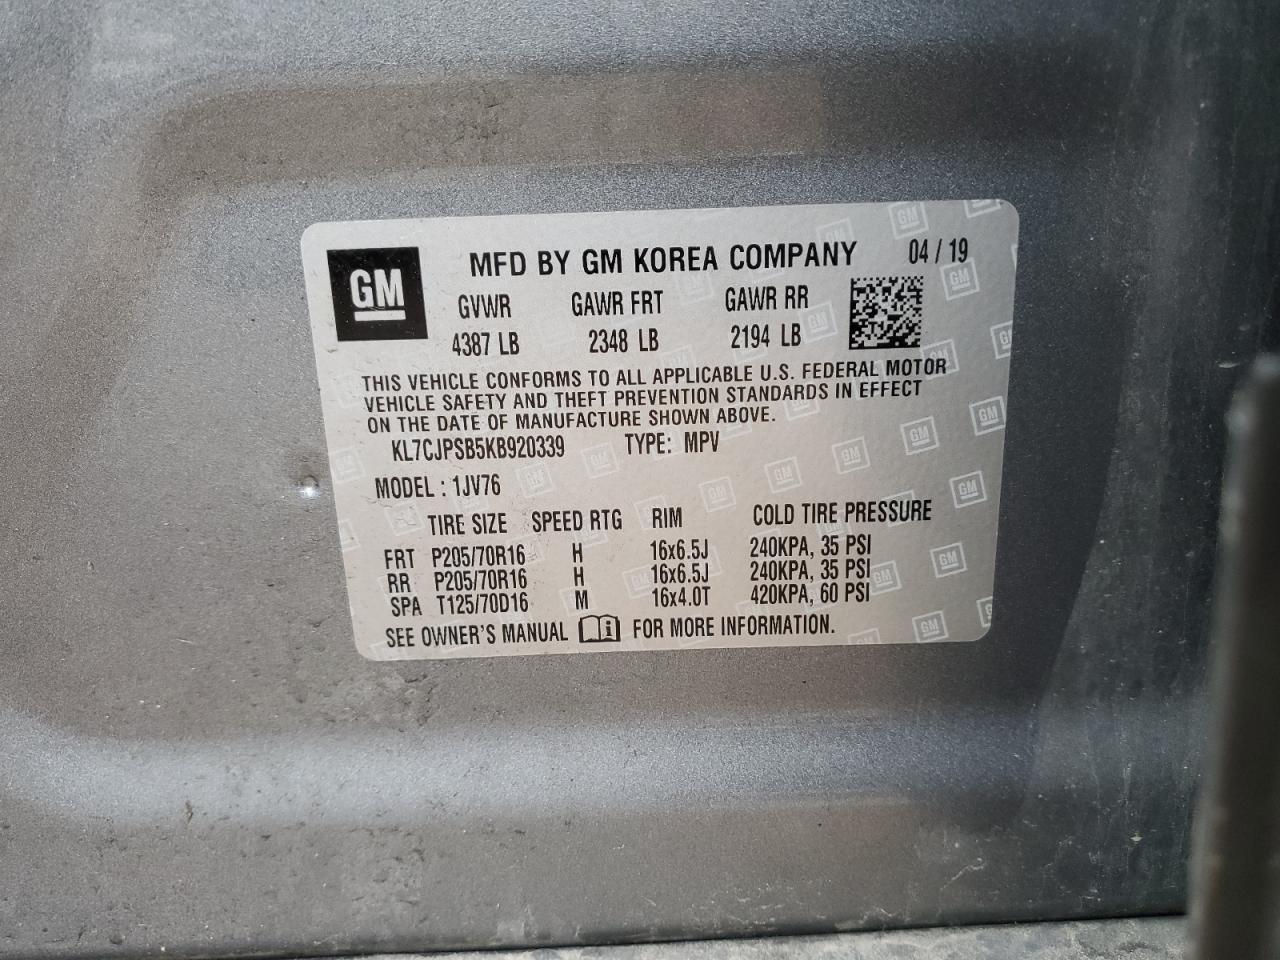 GM MFD BY GM KOREA COMPANY 04 / 19
GVWR GAWR FRT GAWR RR
4387 LB 2348 LB 2194 LB
THIS VEHICLE CONFORMS TO ALL APPLICABLE U.S. FEDERAL MOTOR
VEHICLE SAFETY AND THEFT PREVENTION STANDARDS IN EFFECT
ON THE DATE OF MANUFACTURE SHOWN ABOVE.
KL7CJPSB5KB920339 TYPE: MPV
MODEL : 1JV76
TIRE SIZE SPEED RTG RIM COLD TIRE PRESSURE
FRT P205/70R16 H 16x6.5J 240KPA, 35 PSI
RR P205/70R16 H 16x6.5J 240KPA, 35 PSI
SPA T125/70D16 M 16x4.0T 420KPA, 60 PSI
SEE OWNER'S MANUAL FOR MORE INFORMATION.